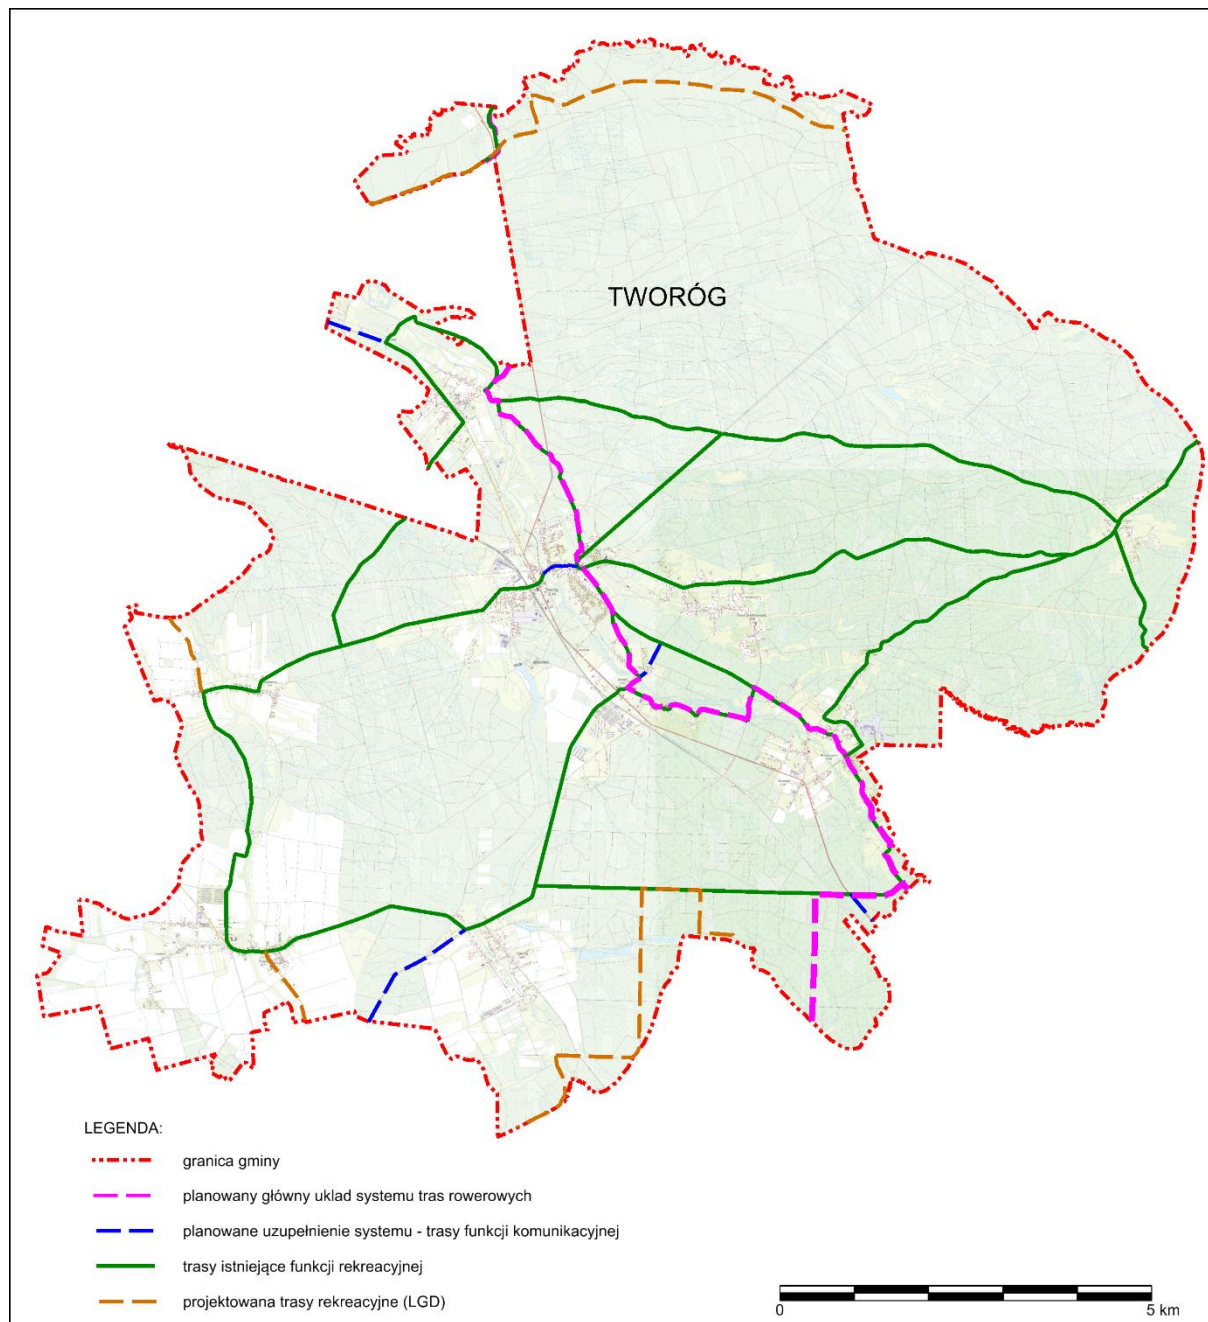 TWORÓG
LEGENDA:
granica gminy
planowany główny uklad systemu tras rowerowych
planowane uzupełnienie systemu - trasy funkcji komunikacyjnej
trasy istniejące funkcji rekreacyjnej
projektowana trasy rekreacyjne (LGD)
0 5 km